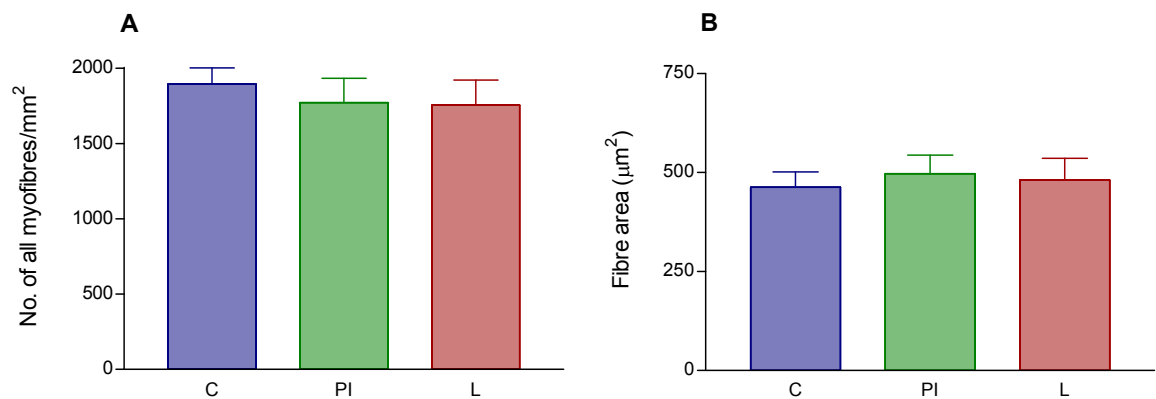 A
No. of all myofibres/mm²
2000
1500
1000
500
0
C PI L
B
Fibre area (μm²)
750
500
250
0
C PI L